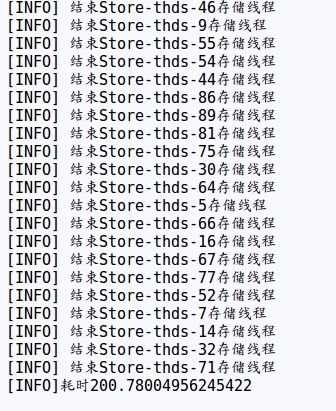 [INFO] 结束Store-thds-46存储线程
[INFO] 结束Store-thds-9存储线程
[INFO] 结束Store-thds-55存储线程
[INFO] 结束Store-thds-54存储线程
[INFO] 结束Store-thds-44存储线程
[INFO] 结束Store-thds-86存储线程
[INFO] 结束Store-thds-89存储线程
[INFO] 结束Store-thds-81存储线程
[INFO] 结束Store-thds-75存储线程
[INFO] 结束Store-thds-30存储线程
[INFO] 结束Store-thds-64存储线程
[INFO] 结束Store-thds-5存储线程
[INFO] 结束Store-thds-66存储线程
[INFO] 结束Store-thds-16存储线程
[INFO] 结束Store-thds-67存储线程
[INFO] 结束Store-thds-77存储线程
[INFO] 结束Store-thds-52存储线程
[INFO] 结束Store-thds-7存储线程
[INFO] 结束Store-thds-14存储线程
[INFO] 结束Store-thds-32存储线程
[INFO] 结束Store-thds-71存储线程
[INFO]耗时200.78004956245422